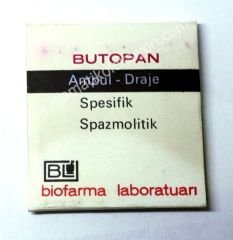 BUTOPAN
Ampul - Draje
Spesifik
Spazmolitik
BL
biofarma laboratuarı